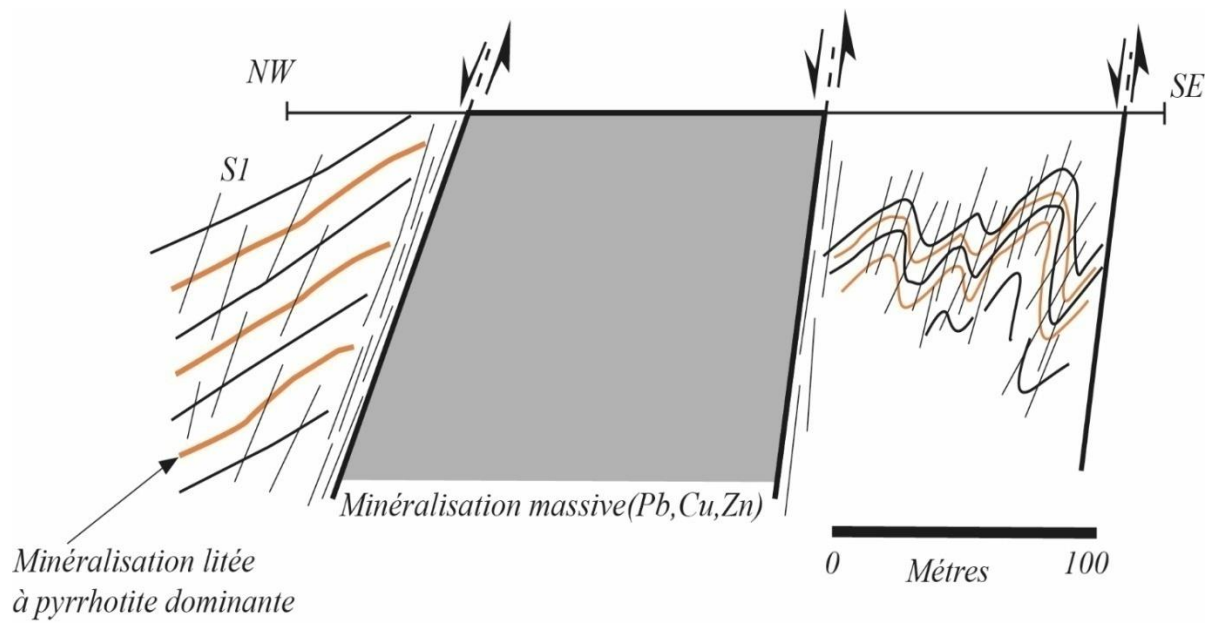 NW
SE
S1
Minéralisation massive(Pb,Cu,Zn)
0 100
Métres
Minéralisation litée
à pyrrhotite dominante